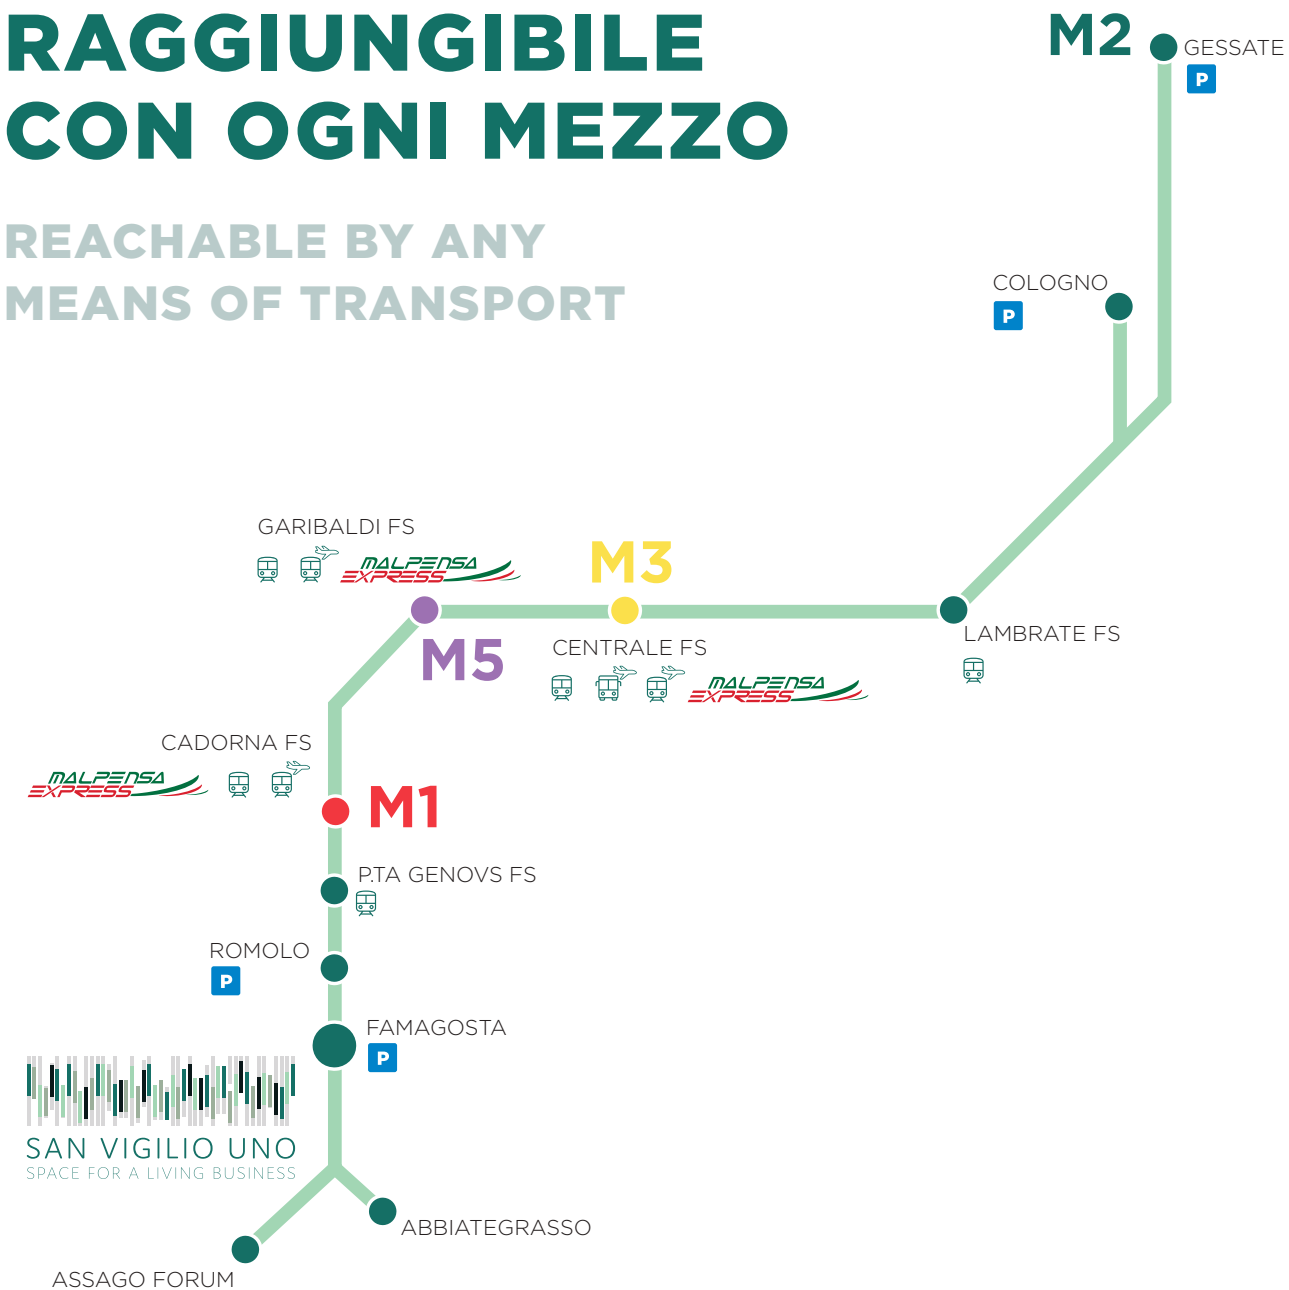 RAGGIUNGIBILE
CON OGNI MEZZO
REACHABLE BY ANY
MEANS OF TRANSPORT
M2
GESSATE
P
COLOGNO
P
GARIBALDI FS
MALPENSA
EXPRESS
M3
M5
CENTRALE FS
MALPENSA
EXPRESS
LAMBRATE FS
CADORNA FS
MALPENSA
EXPRESS
M1
P.TA GENOVS FS
ROMOLO
P
FAMAGOSTA
P
SAN VIGILIO UNO
SPACE FOR A LIVING BUSINESS
ABBIATEGRASSO
ASSAGO FORUM